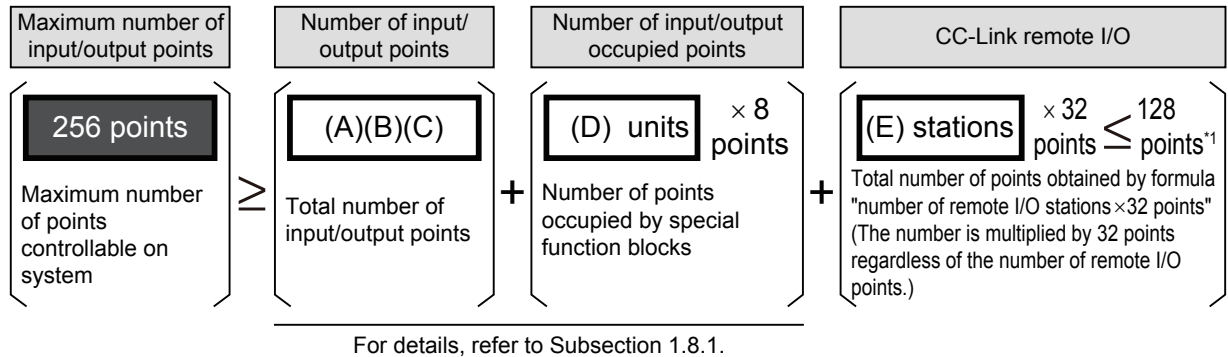 Maximum number of
input/output points
Number of input/
output points
Number of input/output
occupied points
CC-Link remote I/O
256 points
Maximum number
of points
controllable on
system
≥
(A)(B)(C)
Total number of
input/output points
+
(D) units
× 8
points
Number of points
occupied by special
function blocks
+
(E) stations
× 32
points
≤
128
points*1
Total number of points obtained by formula
"number of remote I/O stations×32 points"
(The number is multiplied by 32 points
regardless of the number of remote I/O
points.)
For details, refer to Subsection 1.8.1.